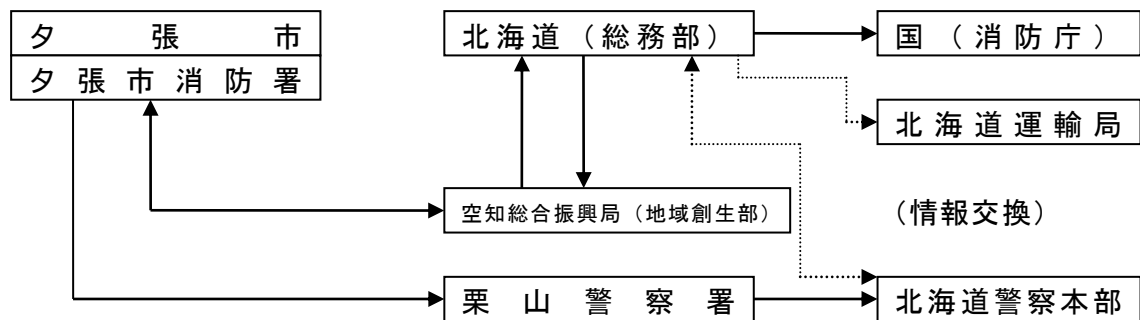 夕張市
夕張市消防署
北海道（総務部）
国（消防庁）
北海道運輸局
空知総合振興局（地域創生部）
（情報交換）
栗山警察署
北海道警察本部